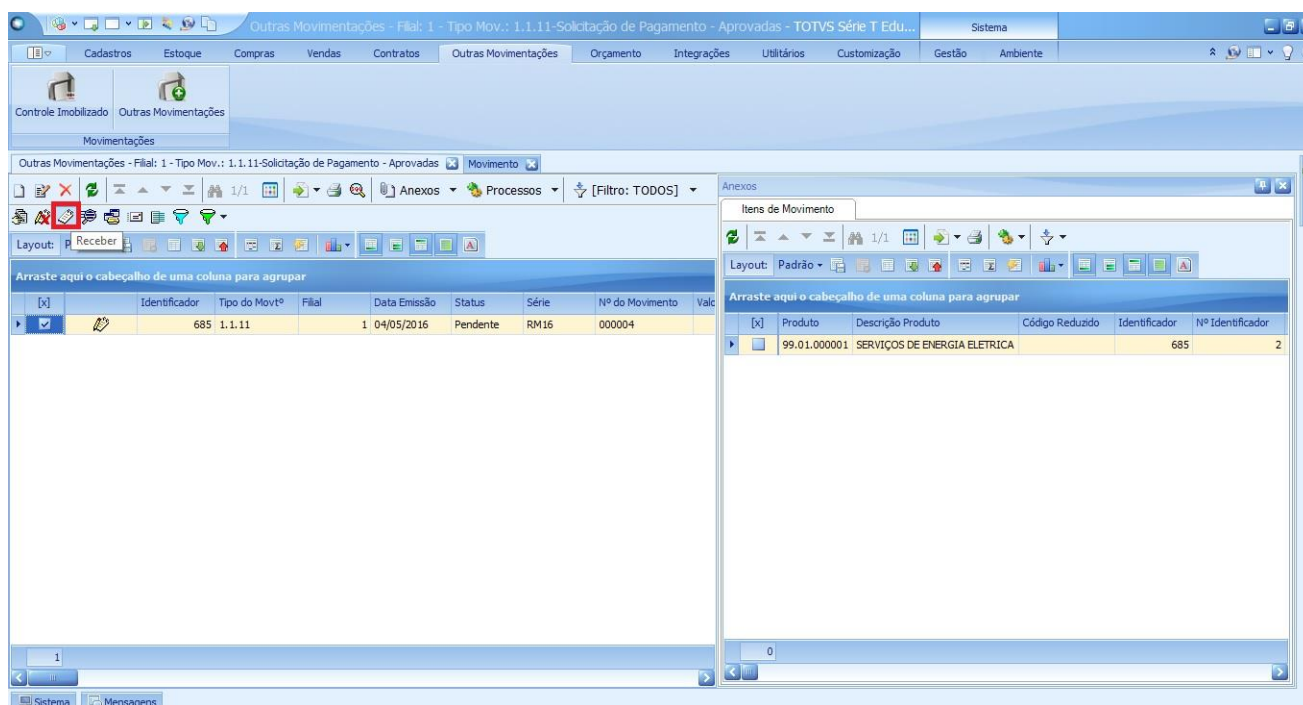 Outras Movimentações - Filial: 1 - Tipo Mov.: 1.1.11-Solicitação de Pagamento - Aprovadas - TOTVS Série T Edu... Sistema
Cadastros Estoque Compras Vendas Contratos Outras Movimentações Orçamento Integrações Utilitários Customização Gestão Ambiente
Controle Imobilizado Outras Movimentações
Movimentações
Outras Movimentações - Filial: 1 - Tipo Mov.: 1.1.11-Solicitação de Pagamento - Aprovadas Movimento
1/1 Anexos Processos [Filtro: TODOS]
Receber
Layout: P
Arraste aqui o cabeçalho de uma coluna para agrupar
[x] Identificador Tipo do Movtº Filial Data Emissão Status Série Nº do Movimento Valo
685 1.1.11 1 04/05/2016 Pendente RM16 000004
1
Anexos
Itens de Movimento
1/1
Layout: Padrão
Arraste aqui o cabeçalho de uma coluna para agrupar
[x] Produto Descrição Produto Código Reduzido Identificador Nº Identificador
99.01.000001 SERVIÇOS DE ENERGIA ELETRICA 685 2
0
Sistema Mensagens